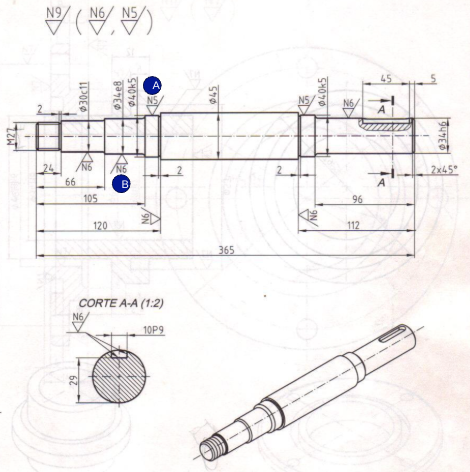 N9 ( N6, N5 )
A
N5
N5
45
5
2
Ø30c11
Ø34e8
Ø40k5
Ø45
Ø40k5
N6
A
M27
Ø34h6
24
N6
N6
B
2
2
A
2x45°
66
105
N6
N6
96
120
112
365
CORTE A-A (1:2)
N6
10P9
29